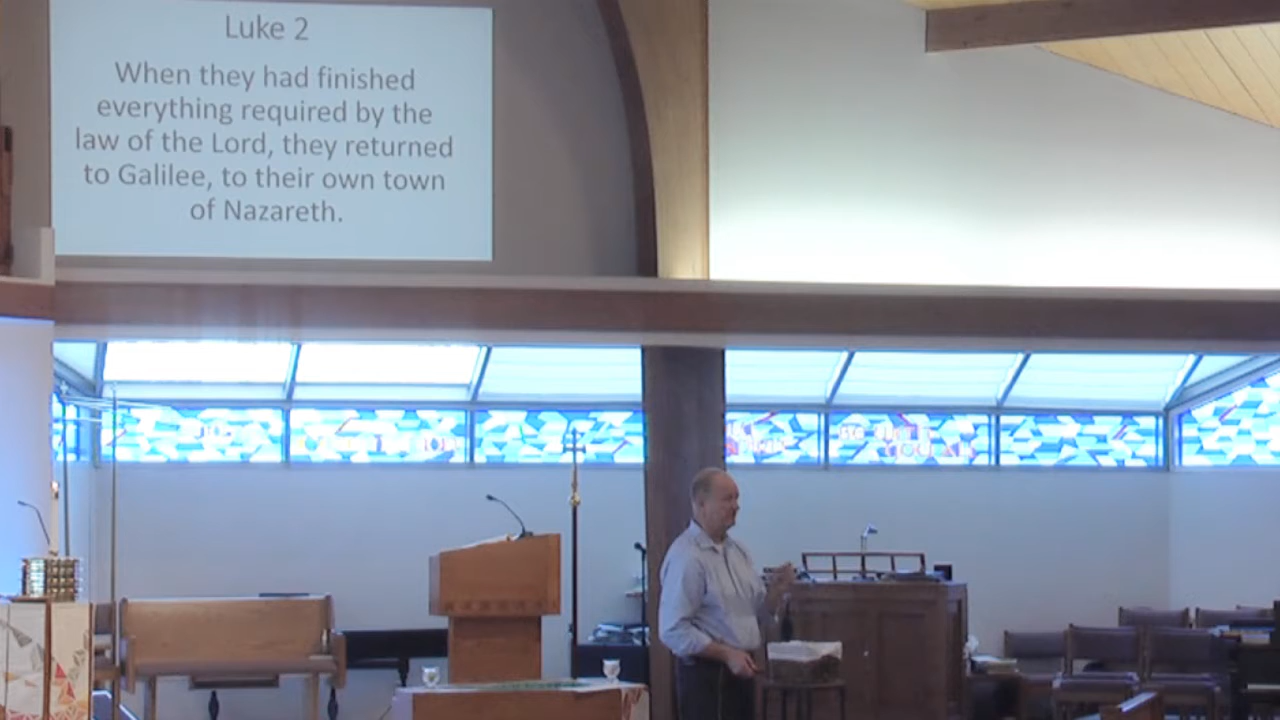 Luke 2
When they had finished
everything required by the
law of the Lord, they returned
to Galilee, to their own town
of Nazareth.